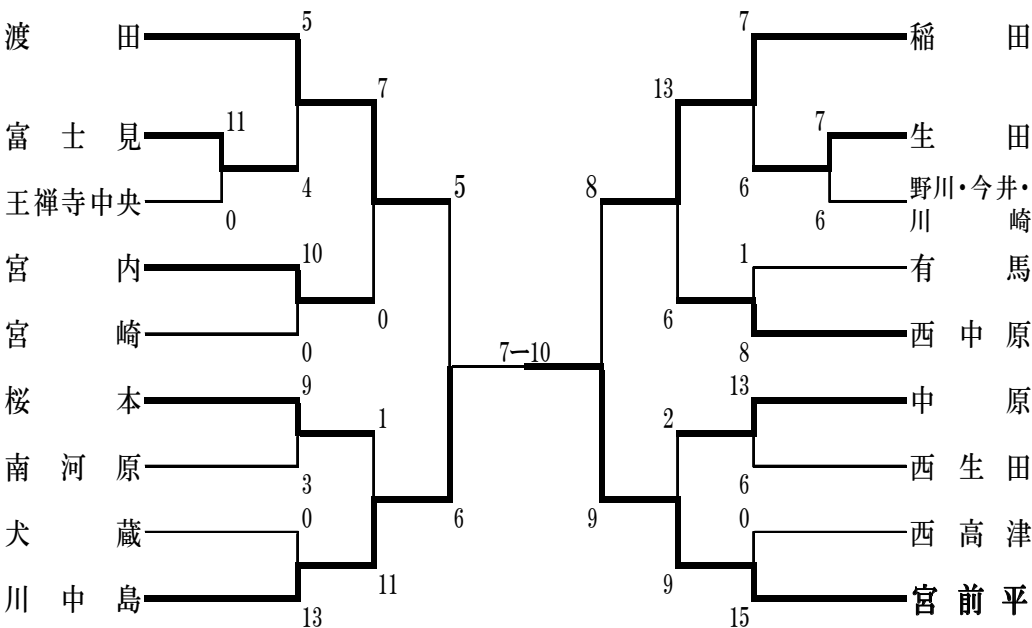 渡田
5
富士見
11
4
王禅寺中央
0
7
宮内
10
0
宮崎
0
5
桜本
9
1
南河原
3
犬蔵
0
11
川中島
13
6
7ー10
稲田
7
13
生田
7
6
野川・今井・
川崎
6
8
有馬
1
6
西中原
8
中原
13
2
西生田
6
9
西高津
0
9
宮前平
15